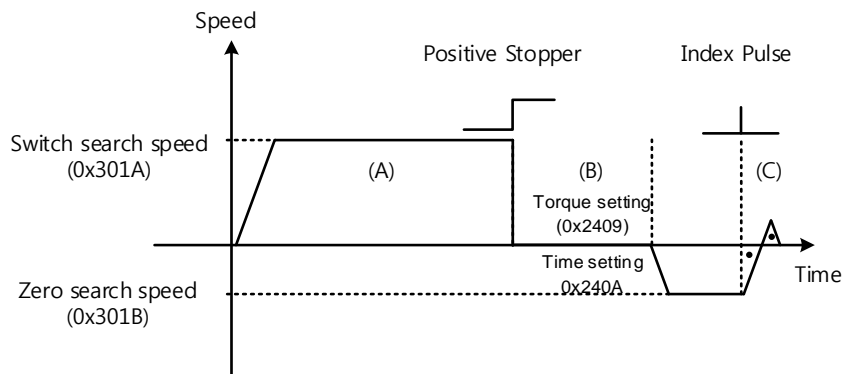 Speed
Positive Stopper
Index Pulse
Switch search speed
(0x301A)
(A)
(B)
(C)
Torque setting
(0x2409)
Time setting
0x240A
Time
Zero search speed
(0x301B)